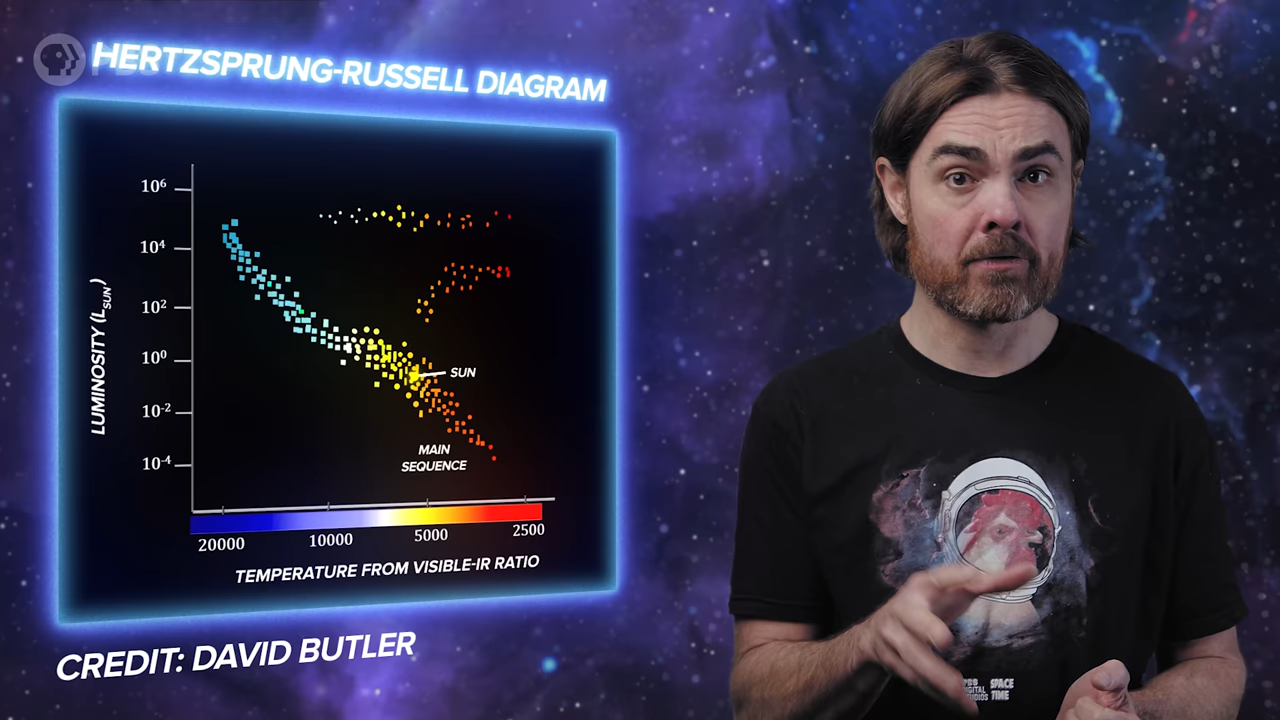 PBS
HERTZSPRUNG-RUSSELL DIAGRAM
10⁶
10⁴
10²
10⁰
10⁻²
10⁻⁴
LUMINOSITY (L_SUN)
SUN
MAIN
SEQUENCE
20000 10000 5000 2500
TEMPERATURE FROM VISIBLE-IR RATIO
CREDIT: DAVID BUTLER
SPACE
TIME